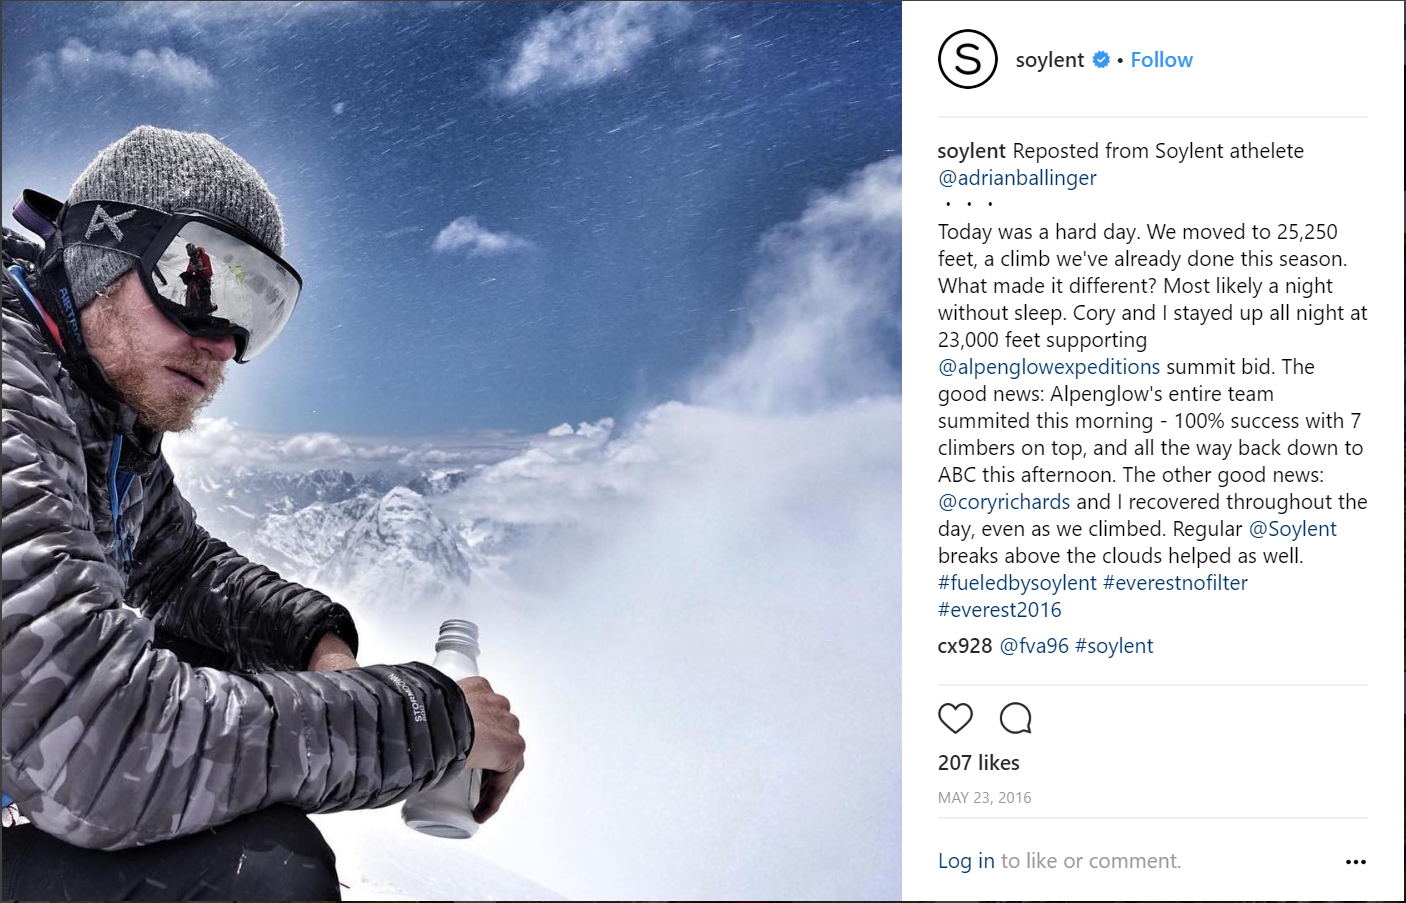 AK
AIRTRIM
STORMDOWN
800
S
soylent • Follow
soylent Reposted from Soylent athelete
@adrianballinger
・・・
Today was a hard day. We moved to 25,250
feet, a climb we've already done this season.
What made it different? Most likely a night
without sleep. Cory and I stayed up all night at
23,000 feet supporting
@alpenglowexpeditions summit bid. The
good news: Alpenglow's entire team
summited this morning - 100% success with 7
climbers on top, and all the way back down to
ABC this afternoon. The other good news:
@coryrichards and I recovered throughout the
day, even as we climbed. Regular @Soylent
breaks above the clouds helped as well.
#fueledbysoylent #everestnofilter
#everest2016
cx928 @fva96 #soylent
207 likes
MAY 23, 2016
Log in to like or comment.